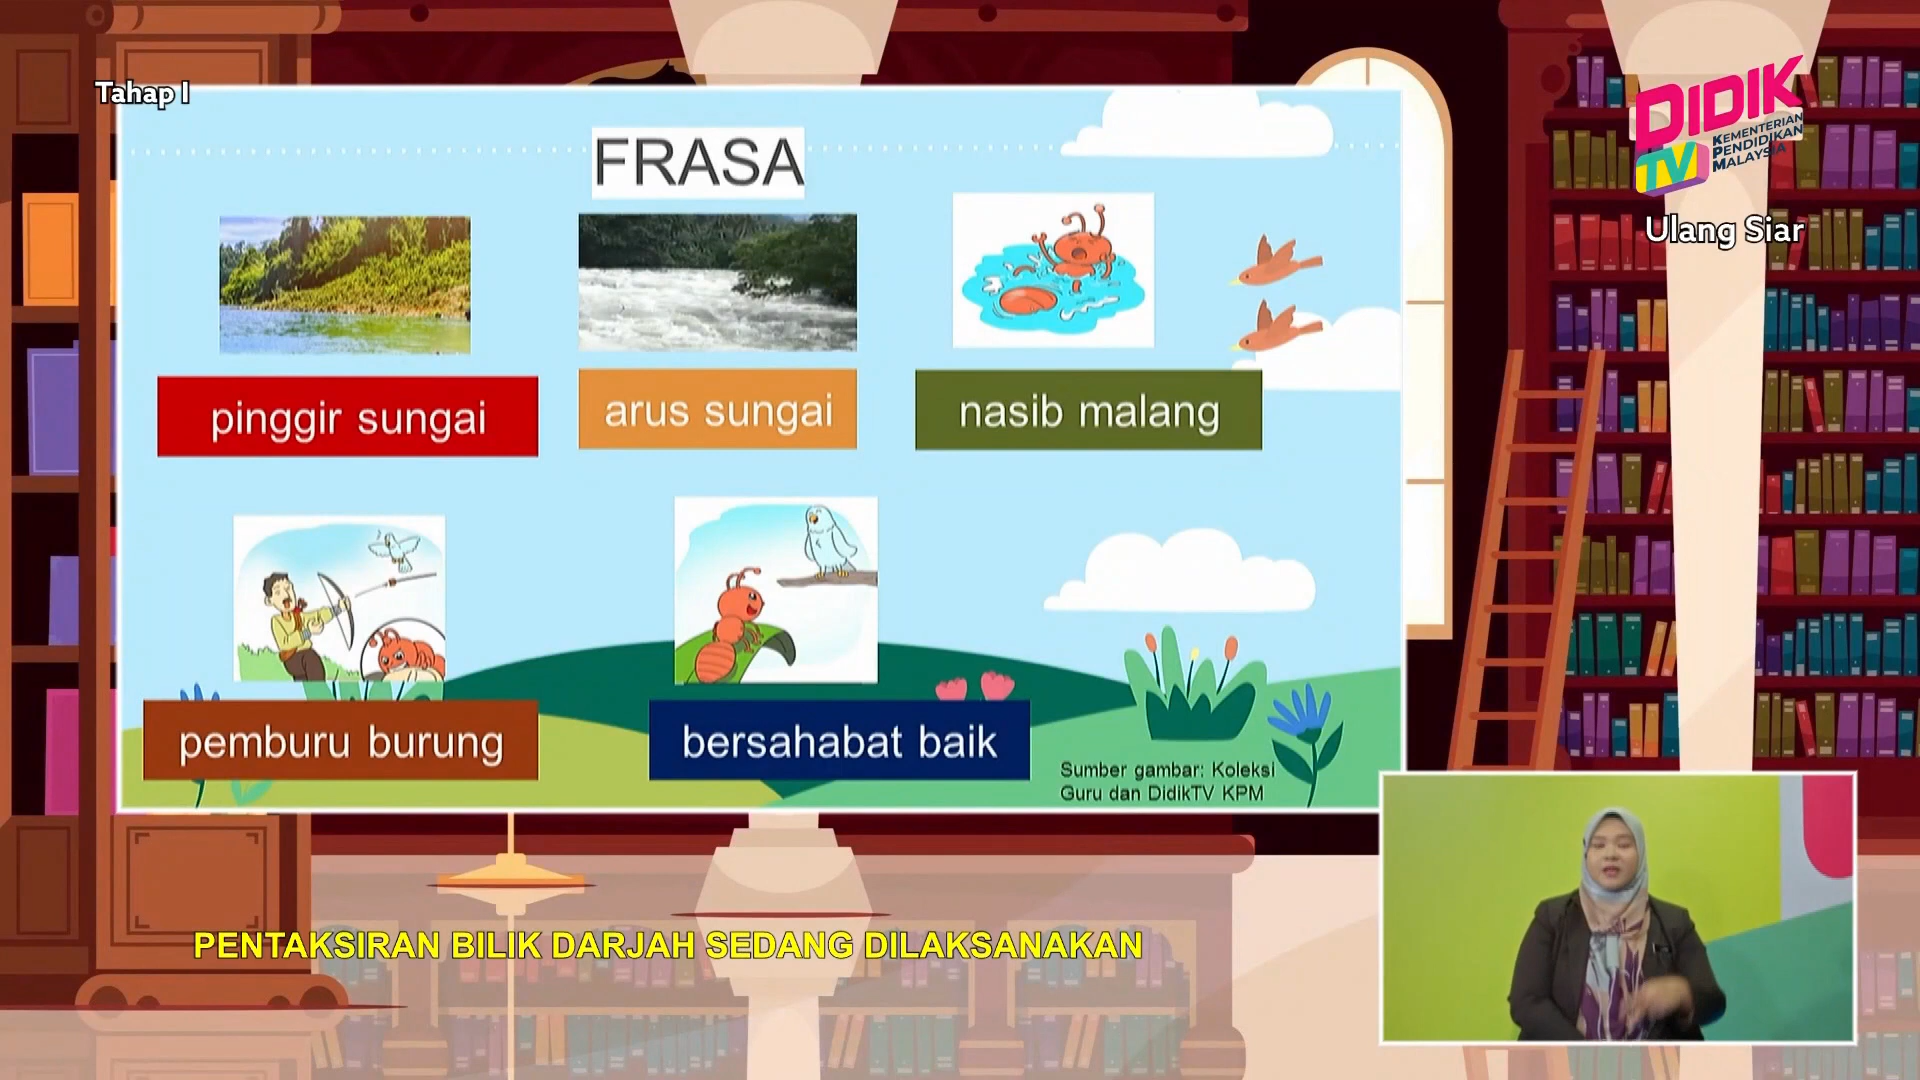 Tahap 1
DIDIK
TV
KEMENTERIAN
PENDIDIKAN
MALAYSIA
Ulang Siar
FRASA
pinggir sungai
arus sungai
nasib malang
pemburu burung
bersahabat baik
Sumber gambar: Koleksi
Guru dan DidikTV KPM
PENTAKSIRAN BILIK DARJAH SEDANG DILAKSANAKAN